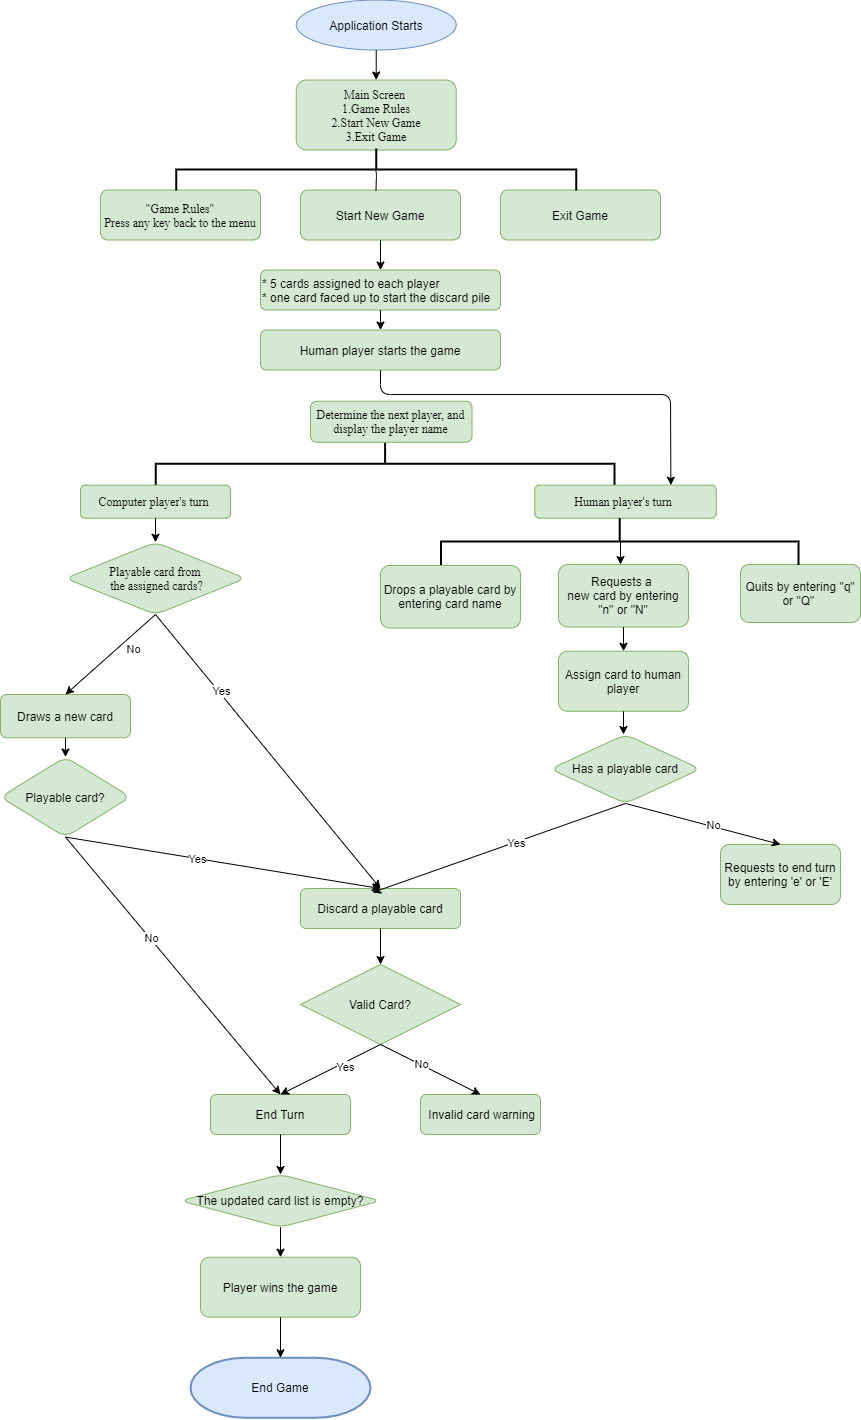 Application Starts
Main Screen
1.Game Rules
2.Start New Game
3.Exit Game
"Game Rules"
Press any key back to the menu
Start New Game
Exit Game
* 5 cards assigned to each player
* one card faced up to start the discard pile
Human player starts the game
Determine the next player, and
display the player name
Computer player's turn
Human player's turn
Playable card from
the assigned cards?
Drops a playable card by
entering card name
Requests a
new card by entering
"n" or "N"
Quits by entering "q"
or "Q"
No
Yes
Assign card to human
player
Draws a new card
Has a playable card
Playable card?
Yes
No
Yes
Requests to end turn
by entering 'e' or 'E'
Discard a playable card
No
Valid Card?
Yes
No
End Turn
Invalid card warning
The updated card list is empty?
Player wins the game
End Game